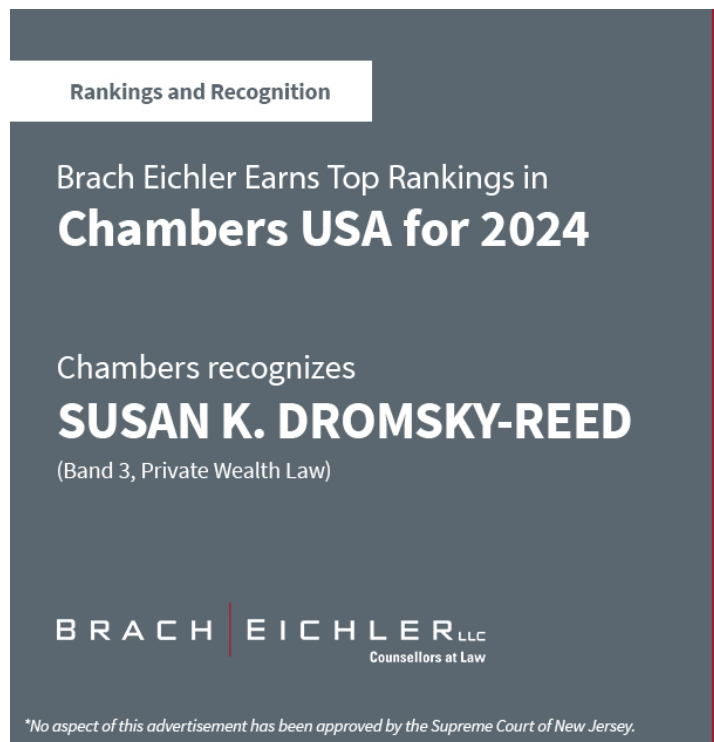 Rankings and Recognition
Brach Eichler Earns Top Rankings in
Chambers USA for 2024
Chambers recognizes
SUSAN K. DROMSKY-REED
(Band 3, Private Wealth Law)
BRACH EICHLER LLC
Counsellors at Law
*No aspect of this advertisement has been approved by the Supreme Court of New Jersey.